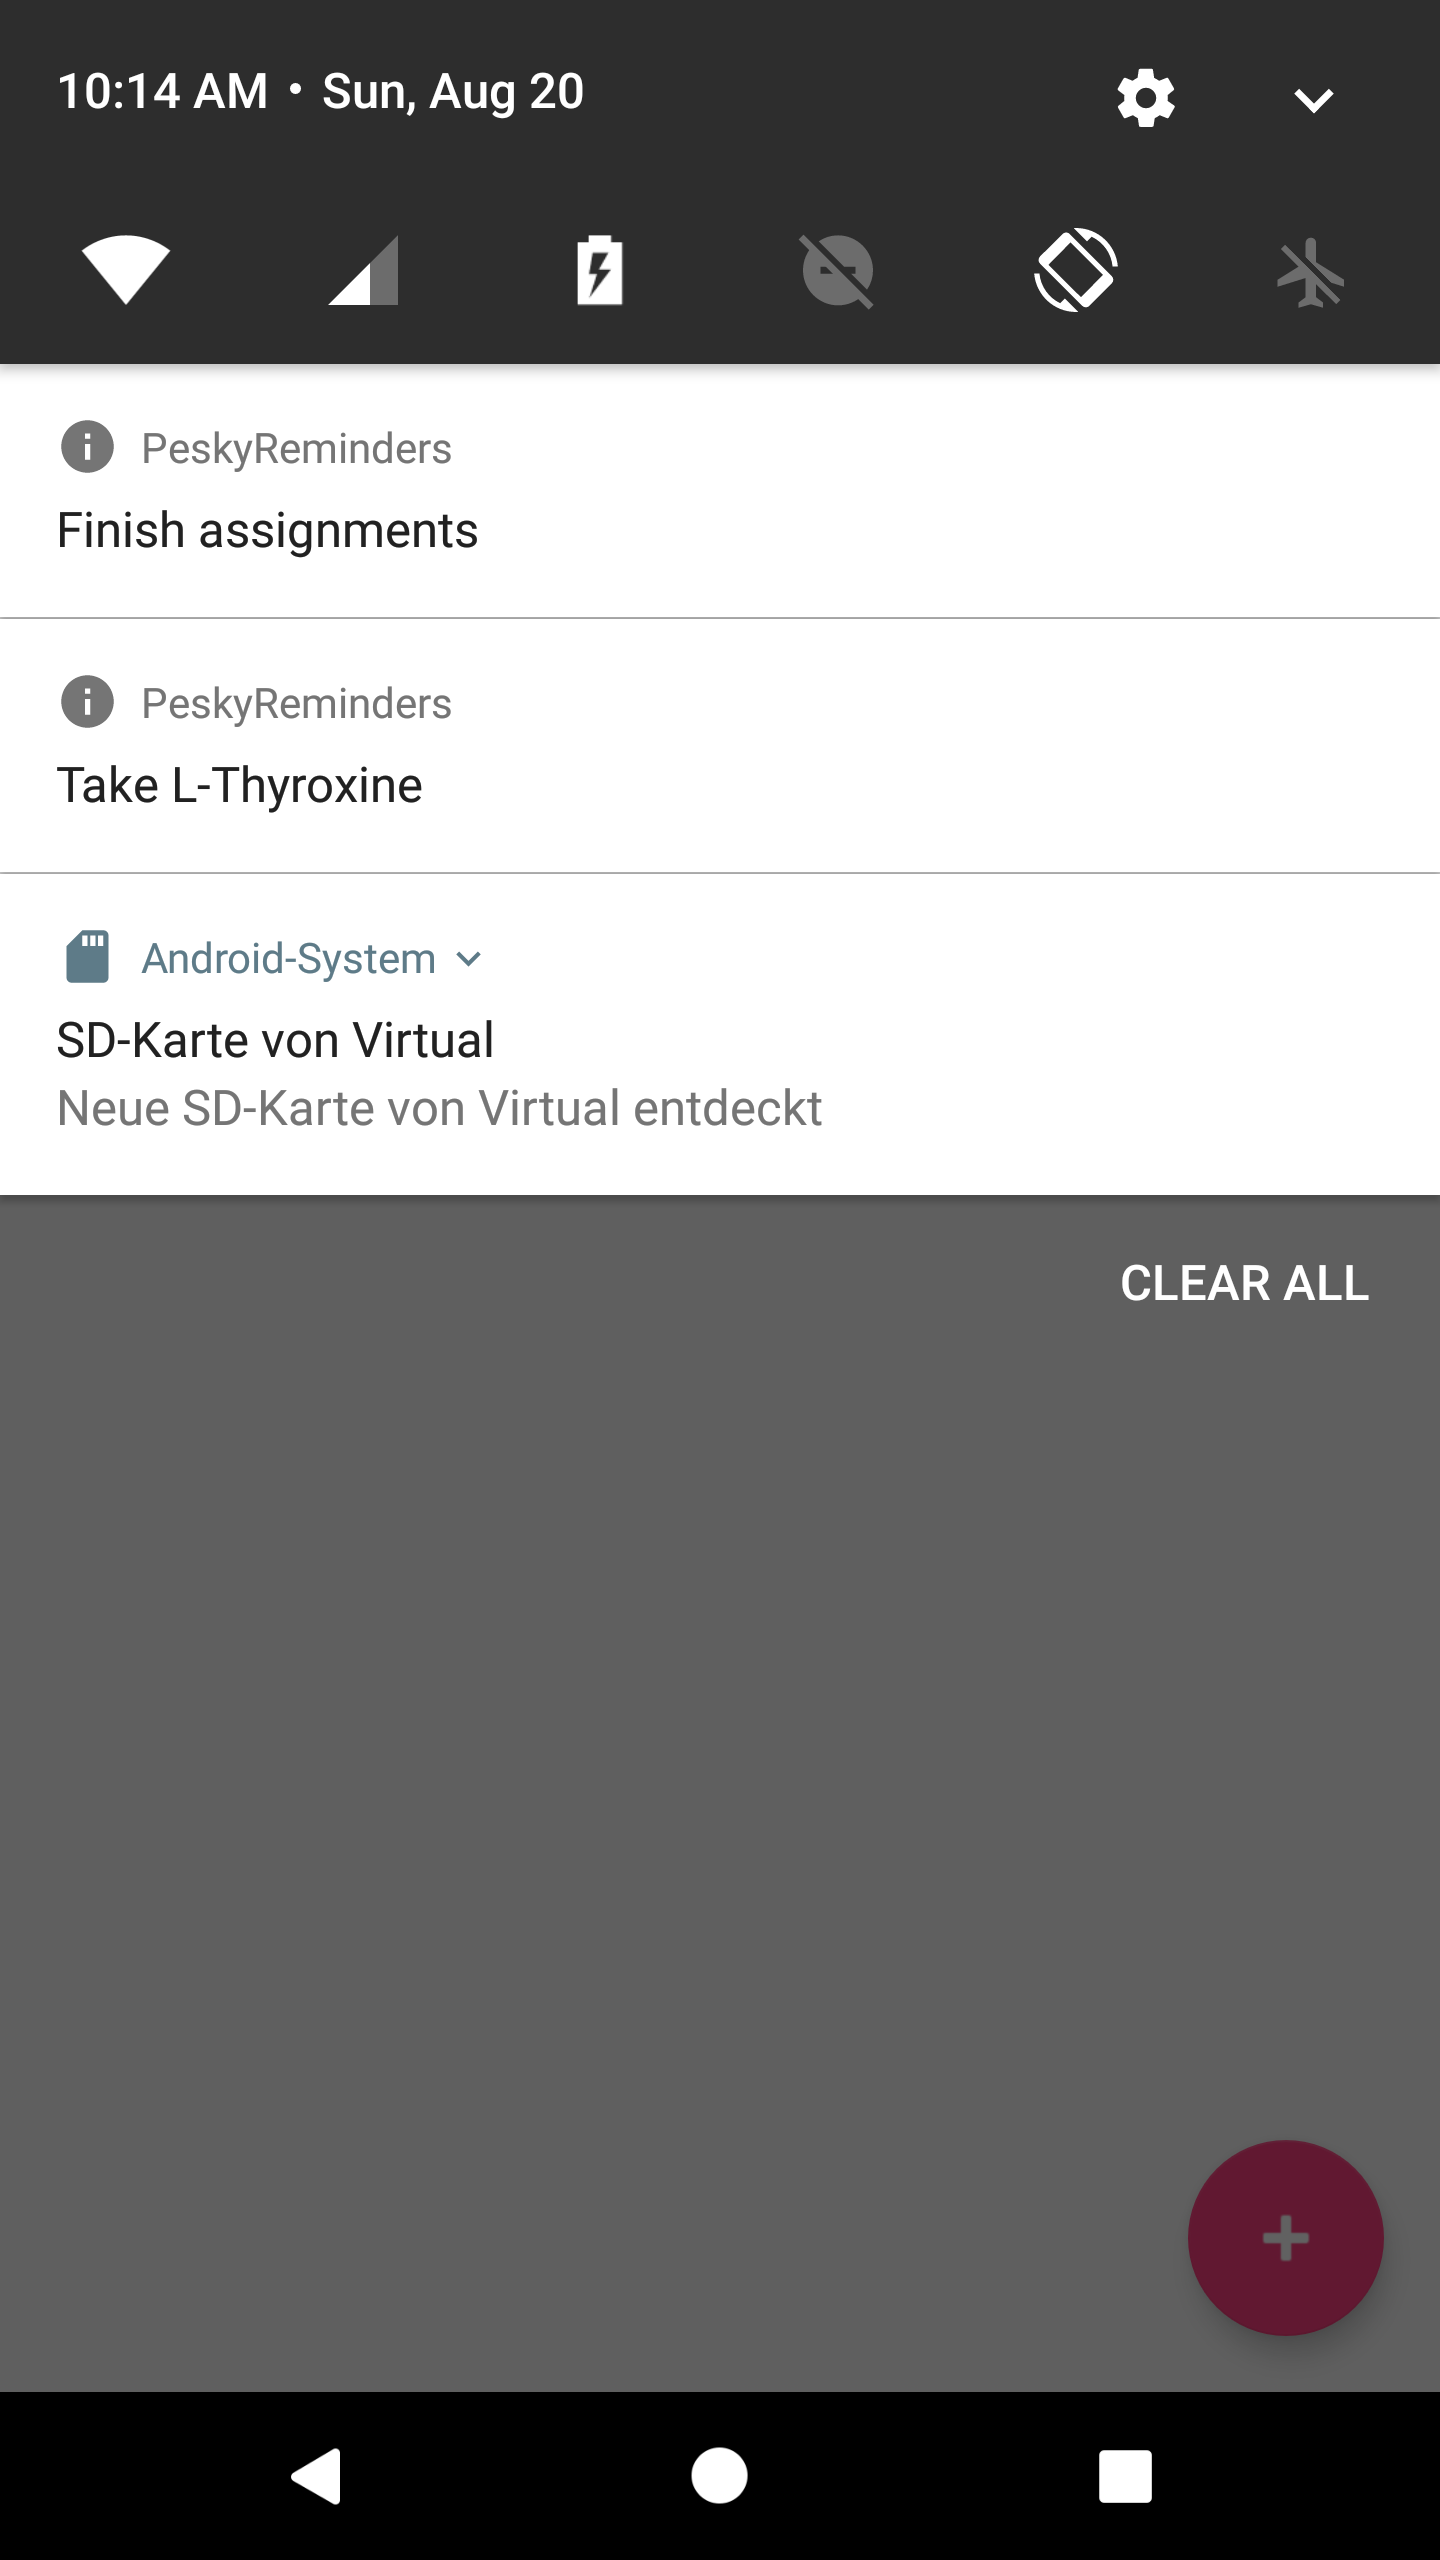 10:14 AM • Sun, Aug 20
PeskyReminders
Finish assignments
PeskyReminders
Take L-Thyroxine
Android-System
SD-Karte von Virtual
Neue SD-Karte von Virtual entdeckt
CLEAR ALL